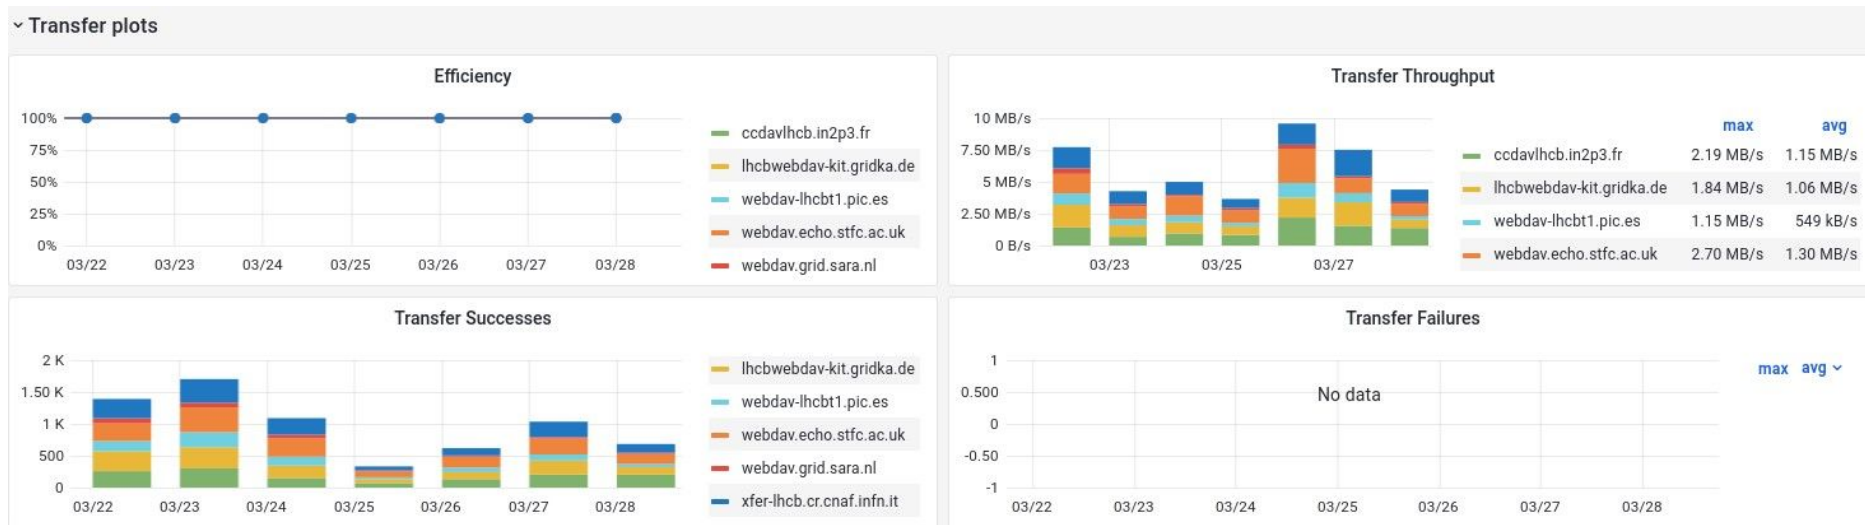 Transfer plots
Efficiency
100%
75%
50%
25%
0%
03/22 03/23 03/24 03/25 03/26 03/27 03/28
ccdavlhcb.in2p3.fr
lhcbwebdav-kit.gridka.de
webdav-lhcbt1.pic.es
webdav.echo.stfc.ac.uk
webdav.grid.sara.nl
Transfer Throughput
10 MB/s
7.50 MB/s
5 MB/s
2.50 MB/s
0 B/s
03/23 03/25 03/27
max avg
ccdavlhcb.in2p3.fr 2.19 MB/s 1.15 MB/s
lhcbwebdav-kit.gridka.de 1.84 MB/s 1.06 MB/s
webdav-lhcbt1.pic.es 1.15 MB/s 549 kB/s
webdav.echo.stfc.ac.uk 2.70 MB/s 1.30 MB/s
Transfer Successes
2 K
1.50 K
1 K
500
0
03/22 03/23 03/24 03/25 03/26 03/27 03/28
lhcbwebdav-kit.gridka.de
webdav-lhcbt1.pic.es
webdav.echo.stfc.ac.uk
webdav.grid.sara.nl
xfer-lhcb.cr.cnaf.infn.it
Transfer Failures
1
0.500
0
-0.50
-1
No data
03/22 03/23 03/24 03/25 03/26 03/27 03/28
max avg